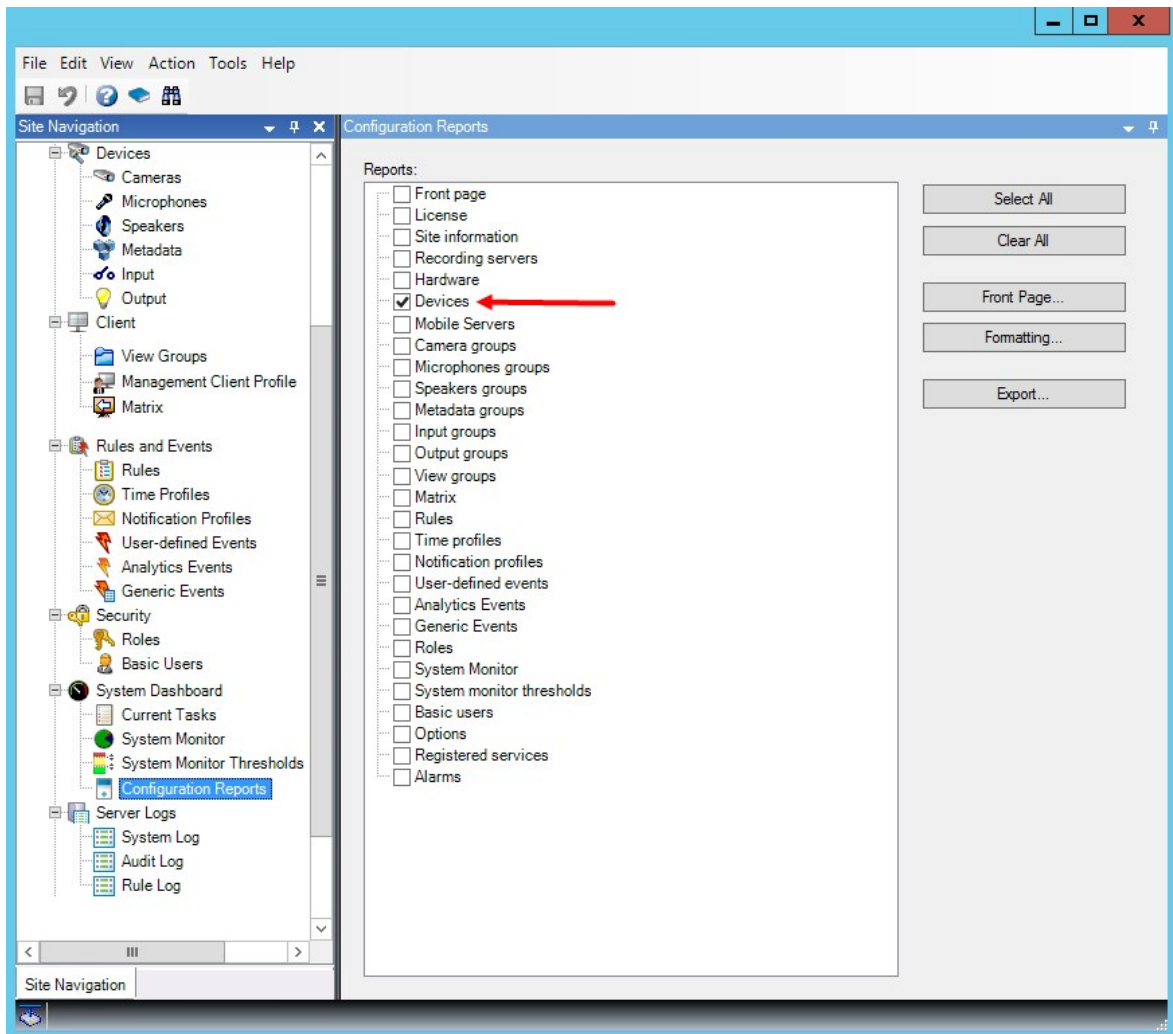 File Edit View Action Tools Help
Site Navigation
Devices
Cameras
Microphones
Speakers
Metadata
Input
Output
Client
View Groups
Management Client Profile
Matrix
Rules and Events
Rules
Time Profiles
Notification Profiles
User-defined Events
Analytics Events
Generic Events
Security
Roles
Basic Users
System Dashboard
Current Tasks
System Monitor
System Monitor Thresholds
Configuration Reports
Server Logs
System Log
Audit Log
Rule Log
Site Navigation
Configuration Reports
Reports:
Front page
License
Site information
Recording servers
Hardware
Devices
Mobile Servers
Camera groups
Microphones groups
Speakers groups
Metadata groups
Input groups
Output groups
View groups
Matrix
Rules
Time profiles
Notification profiles
User-defined events
Analytics Events
Generic Events
Roles
System Monitor
System monitor thresholds
Basic users
Options
Registered services
Alarms
Select All
Clear All
Front Page...
Formatting...
Export...